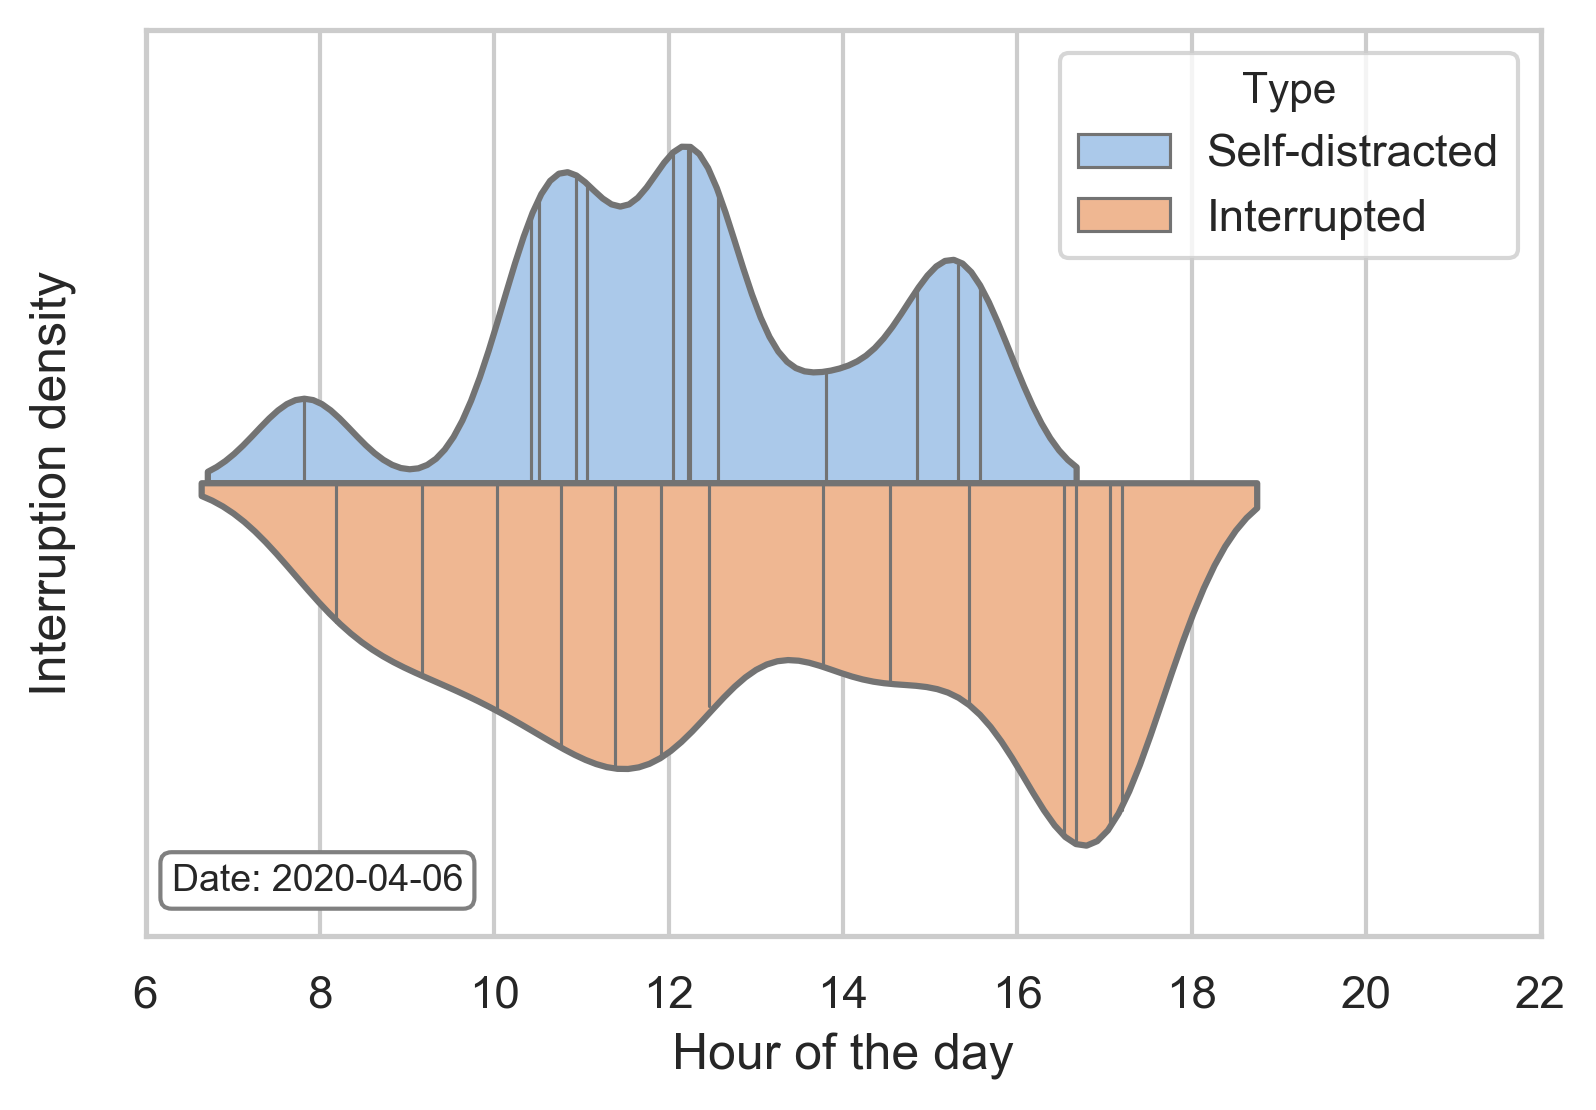 Type
Self-distracted
Interrupted
Interruption density
Date: 2020-04-06
6 8 10 12 14 16 18 20 22
Hour of the day